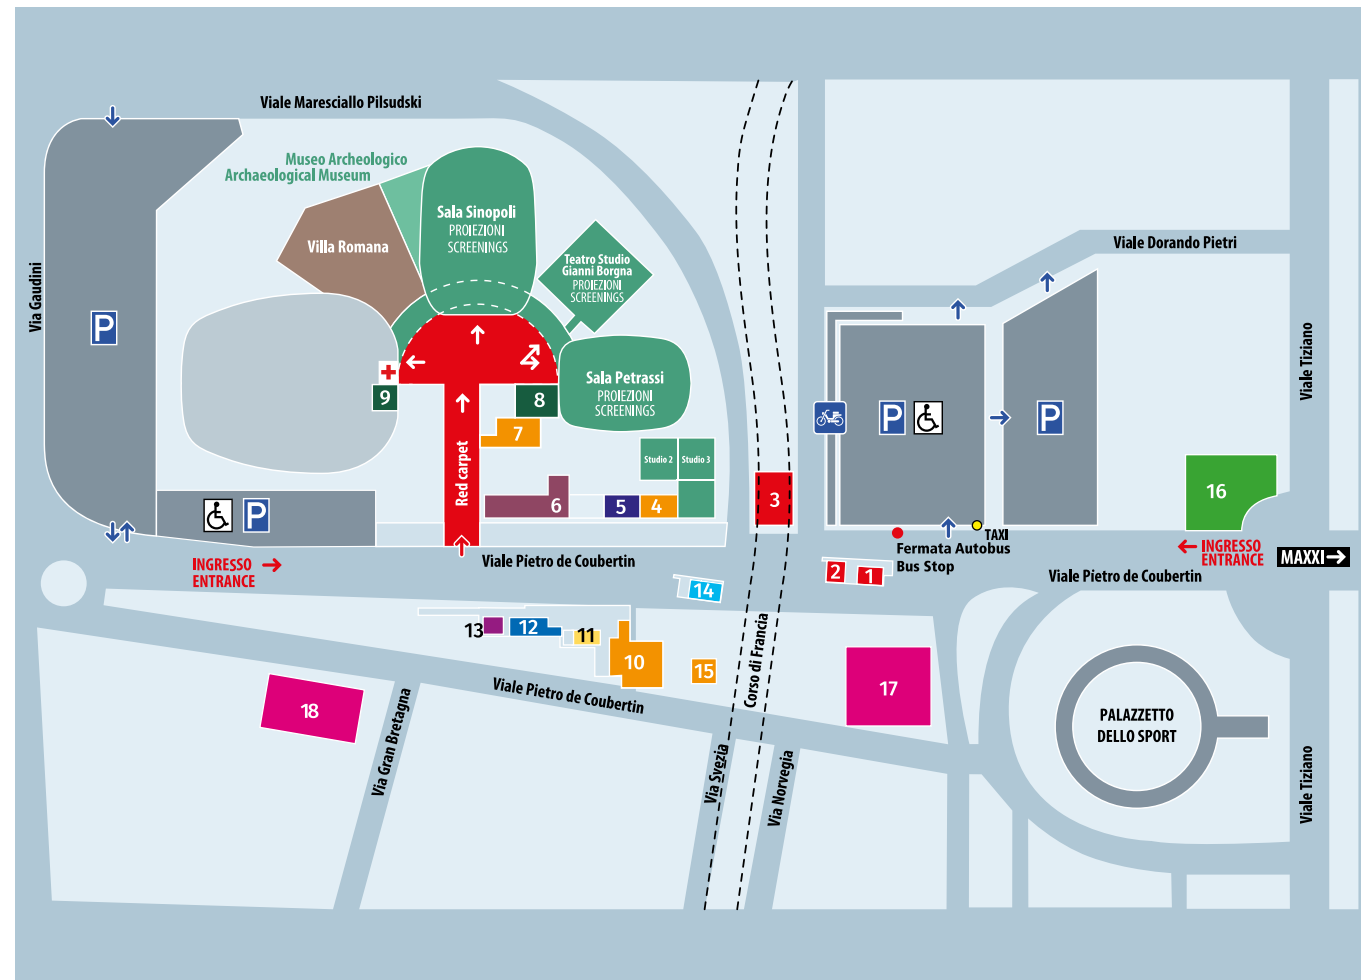 Viale Maresciallo Pilsudski
Museo Archeologico
Archaeological Museum
Sala Sinopoli
PROIEZIONI
SCREENINGS
Villa Romana
Teatro Studio
Gianni Borgna
PROIEZIONI
SCREENINGS
Viale Dorando Pietri
Via Gaudini
P
Sala Petrassi
PROIEZIONI
SCREENINGS
Viale Tiziano
9
8
7
P
P
Red carpet
Studio 2
Studio 3
6
5
4
3
16
P
INGRESSO
ENTRANCE
Viale Pietro de Coubertin
TAXI
Fermata Autobus
Bus Stop
INGRESSO
ENTRANCE
MAXXI
Viale Pietro de Coubertin
2
1
14
13
12
11
10
15
Corso di Francia
17
18
Viale Pietro de Coubertin
Via Gran Bretagna
Via Svezia
Via Norvegia
PALAZZETTO
DELLO SPORT
Viale Tiziano